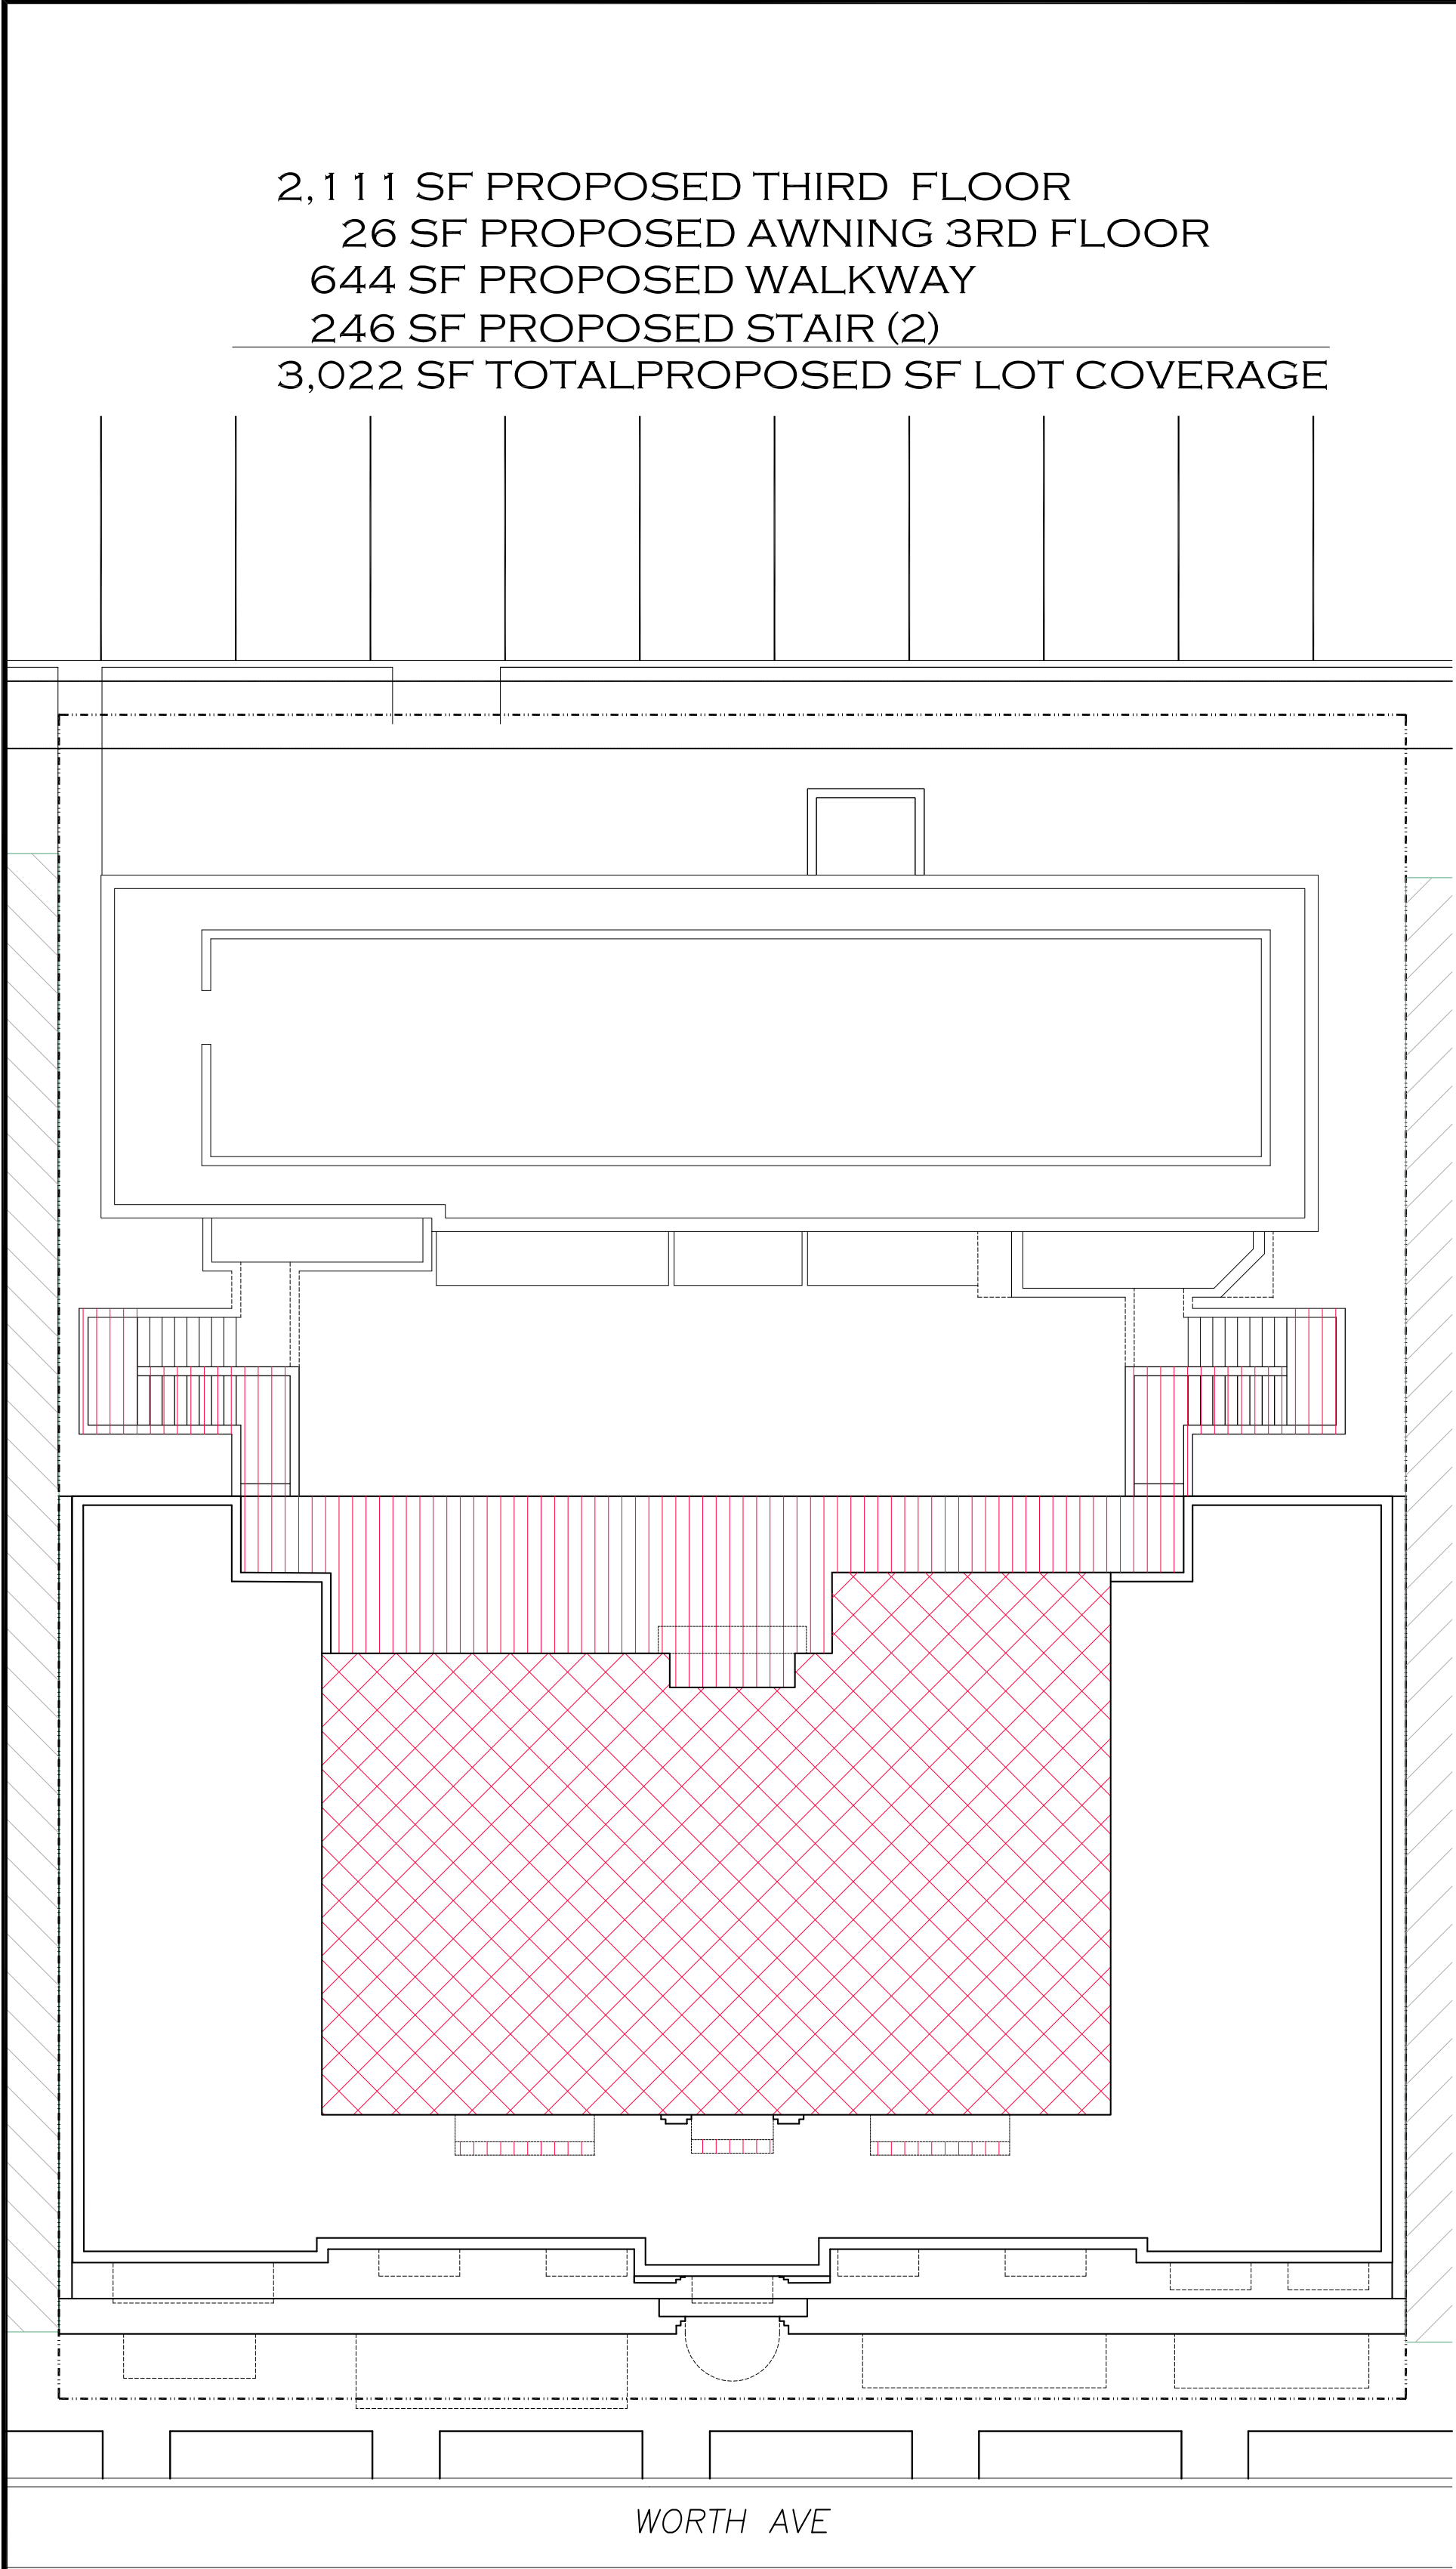 2,111 SF PROPOSED THIRD FLOOR
26 SF PROPOSED AWNING 3RD FLOOR
644 SF PROPOSED WALKWAY
246 SF PROPOSED STAIR (2)
3,022 SF TOTALPROPOSED SF LOT COVERAGE
WORTH AVE